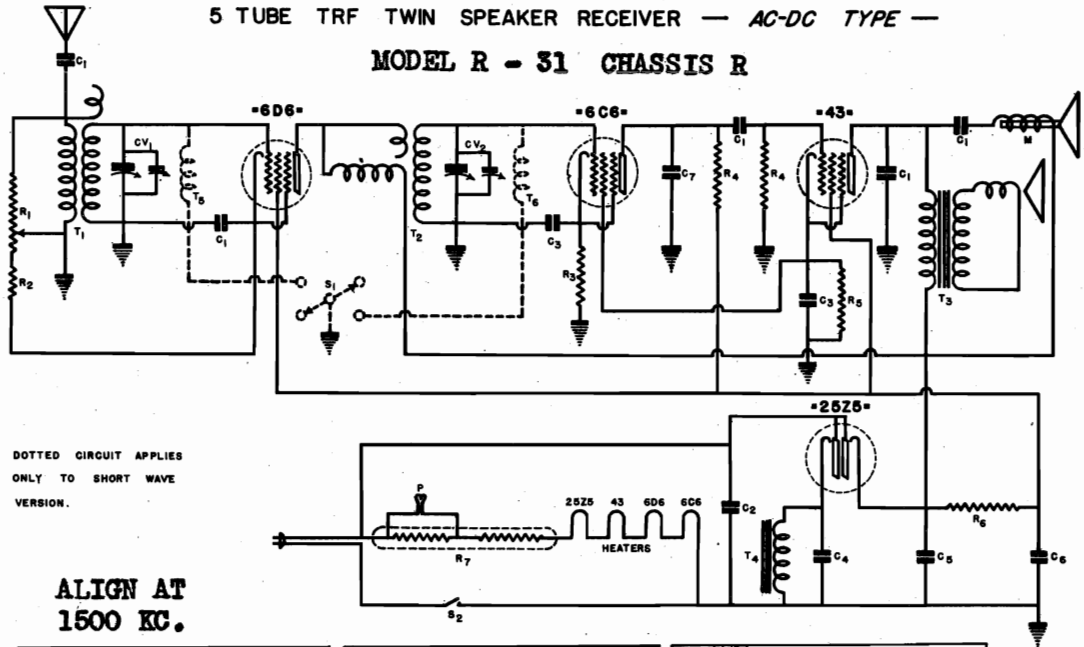 5 TUBE TRF TWIN SPEAKER RECEIVER — AC-DC TYPE —
MODEL R - 31 CHASSIS R
C1
"6D6"
"6C6"
"43"
CV1
CV2
C1
C1
M
T5
T6
C7
R4
R4
C1
R1
T1
C1
T2
C3
R2
S1
R3
C3
R5
T3
"25Z5"
DOTTED CIRCUIT APPLIES
ONLY TO SHORT WAVE
VERSION.
P
25Z5 43 6D6 6C6
HEATERS
R7
C2
R6
T4
C4
C5
C6
S2
ALIGN AT
1500 KC.